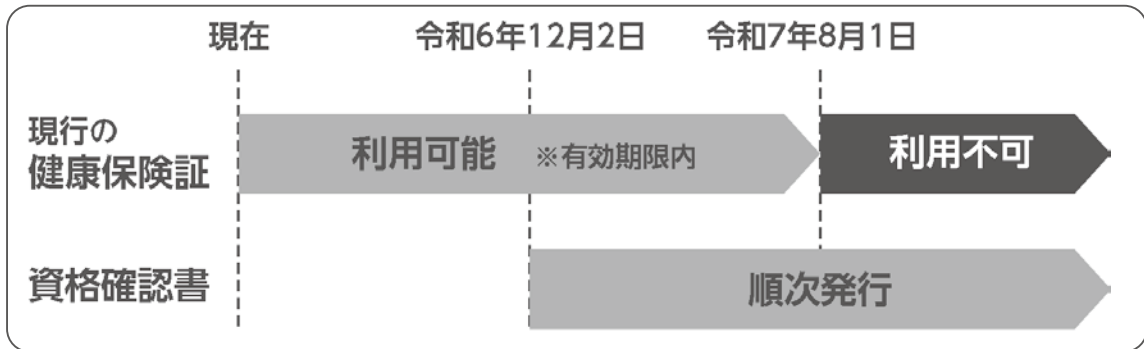 現在
令和6年12月2日
令和7年8月1日
現行の
健康保険証
利用可能 ※有効期限内
利用不可
資格確認書
順次発行